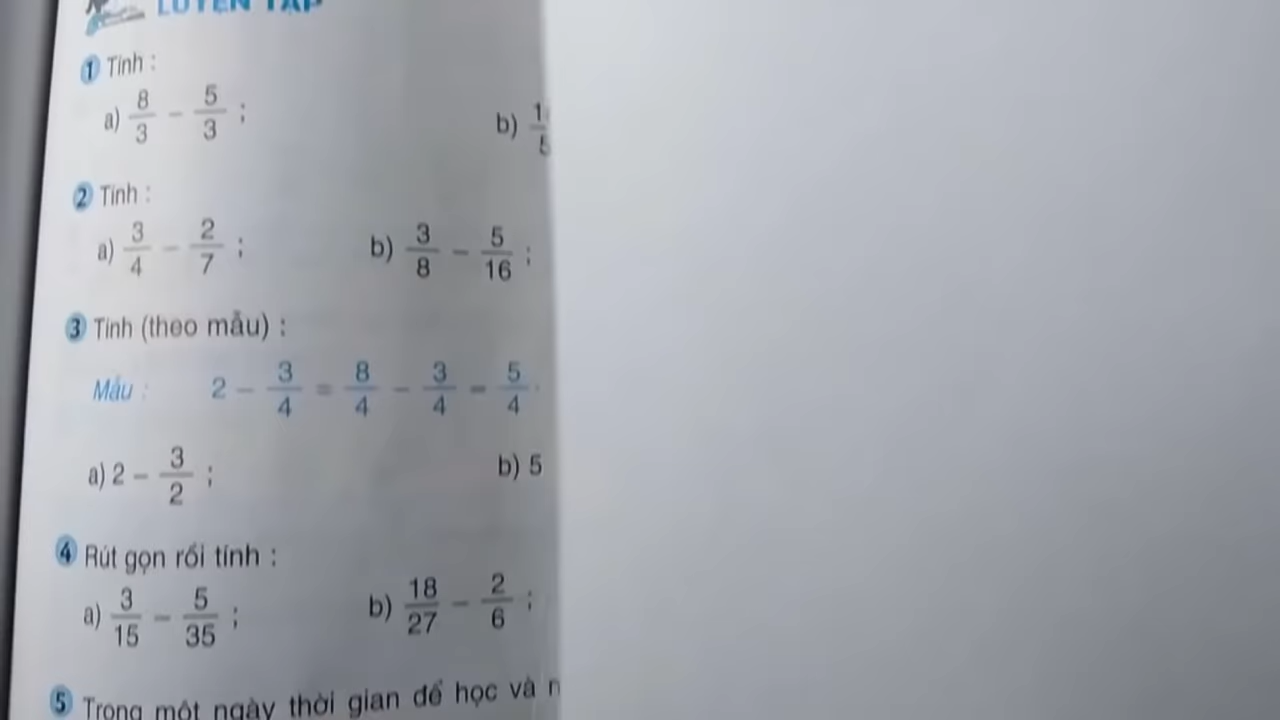 LUYỆN TẬP
1 Tính :
a) 8/3 - 5/3 ; b)
2 Tính :
a) 3/4 - 2/7 ; b) 3/8 - 5/16 ;
3 Tính (theo mẫu) :
Mẫu : 2 - 3/4 = 8/4 - 3/4 = 5/4 .
a) 2 - 3/2 ; b) 5
4 Rút gọn rồi tính :
a) 3/15 - 5/35 ; b) 18/27 - 2/6 ;
5 Trong một ngày thời gian để học và